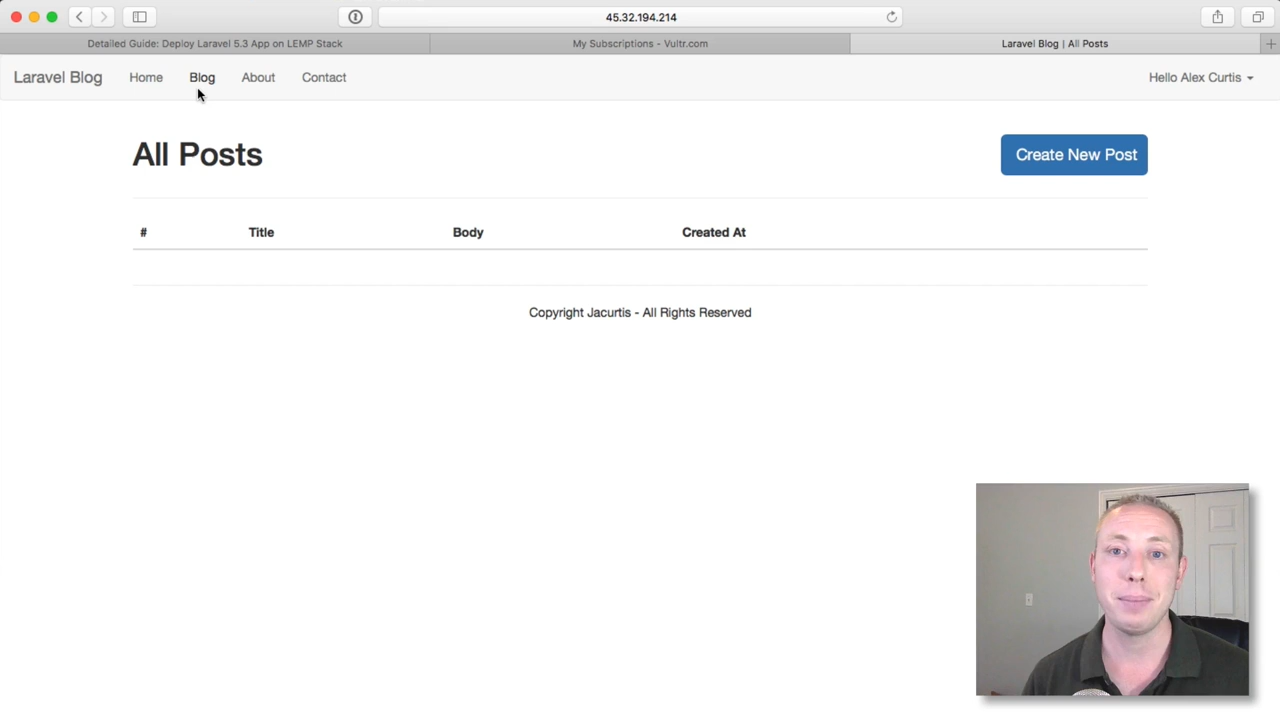 45.32.194.214
Detailed Guide: Deploy Laravel 5.3 App on LEMP Stack
My Subscriptions - Vultr.com
Laravel Blog | All Posts
Laravel Blog Home Blog About Contact Hello Alex Curtis
All Posts
Create New Post
# Title Body Created At
Copyright Jacurtis - All Rights Reserved